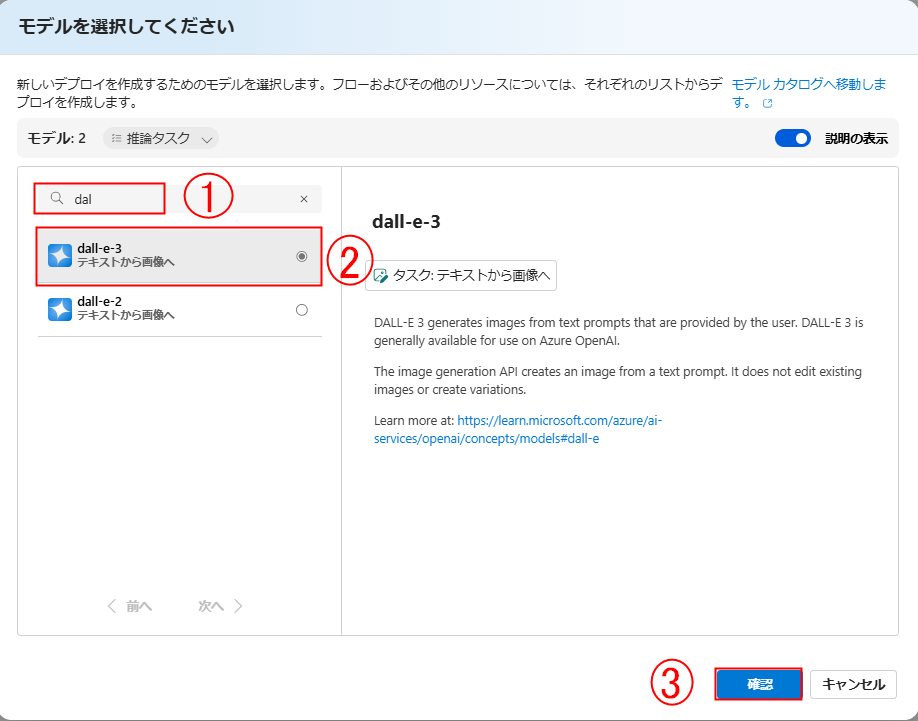 モデルを選択してください
新しいデプロイを作成するためのモデルを選択します。フローおよびその他のリソースについては、それぞれのリストからデ
プロイを作成します。
モデル カタログへ移動しま
す。
モデル: 2
推論タスク
説明の表示
dal
①
dall-e-3
テキストから画像へ
②
dall-e-2
テキストから画像へ
前へ
次へ
dall-e-3
タスク: テキストから画像へ
DALL-E 3 generates images from text prompts that are provided by the user. DALL-E 3 is
generally available for use on Azure OpenAI.
The image generation API creates an image from a text prompt. It does not edit existing
images or create variations.
Learn more at: https://learn.microsoft.com/azure/ai-
services/openai/concepts/models#dall-e
③
確認
キャンセル